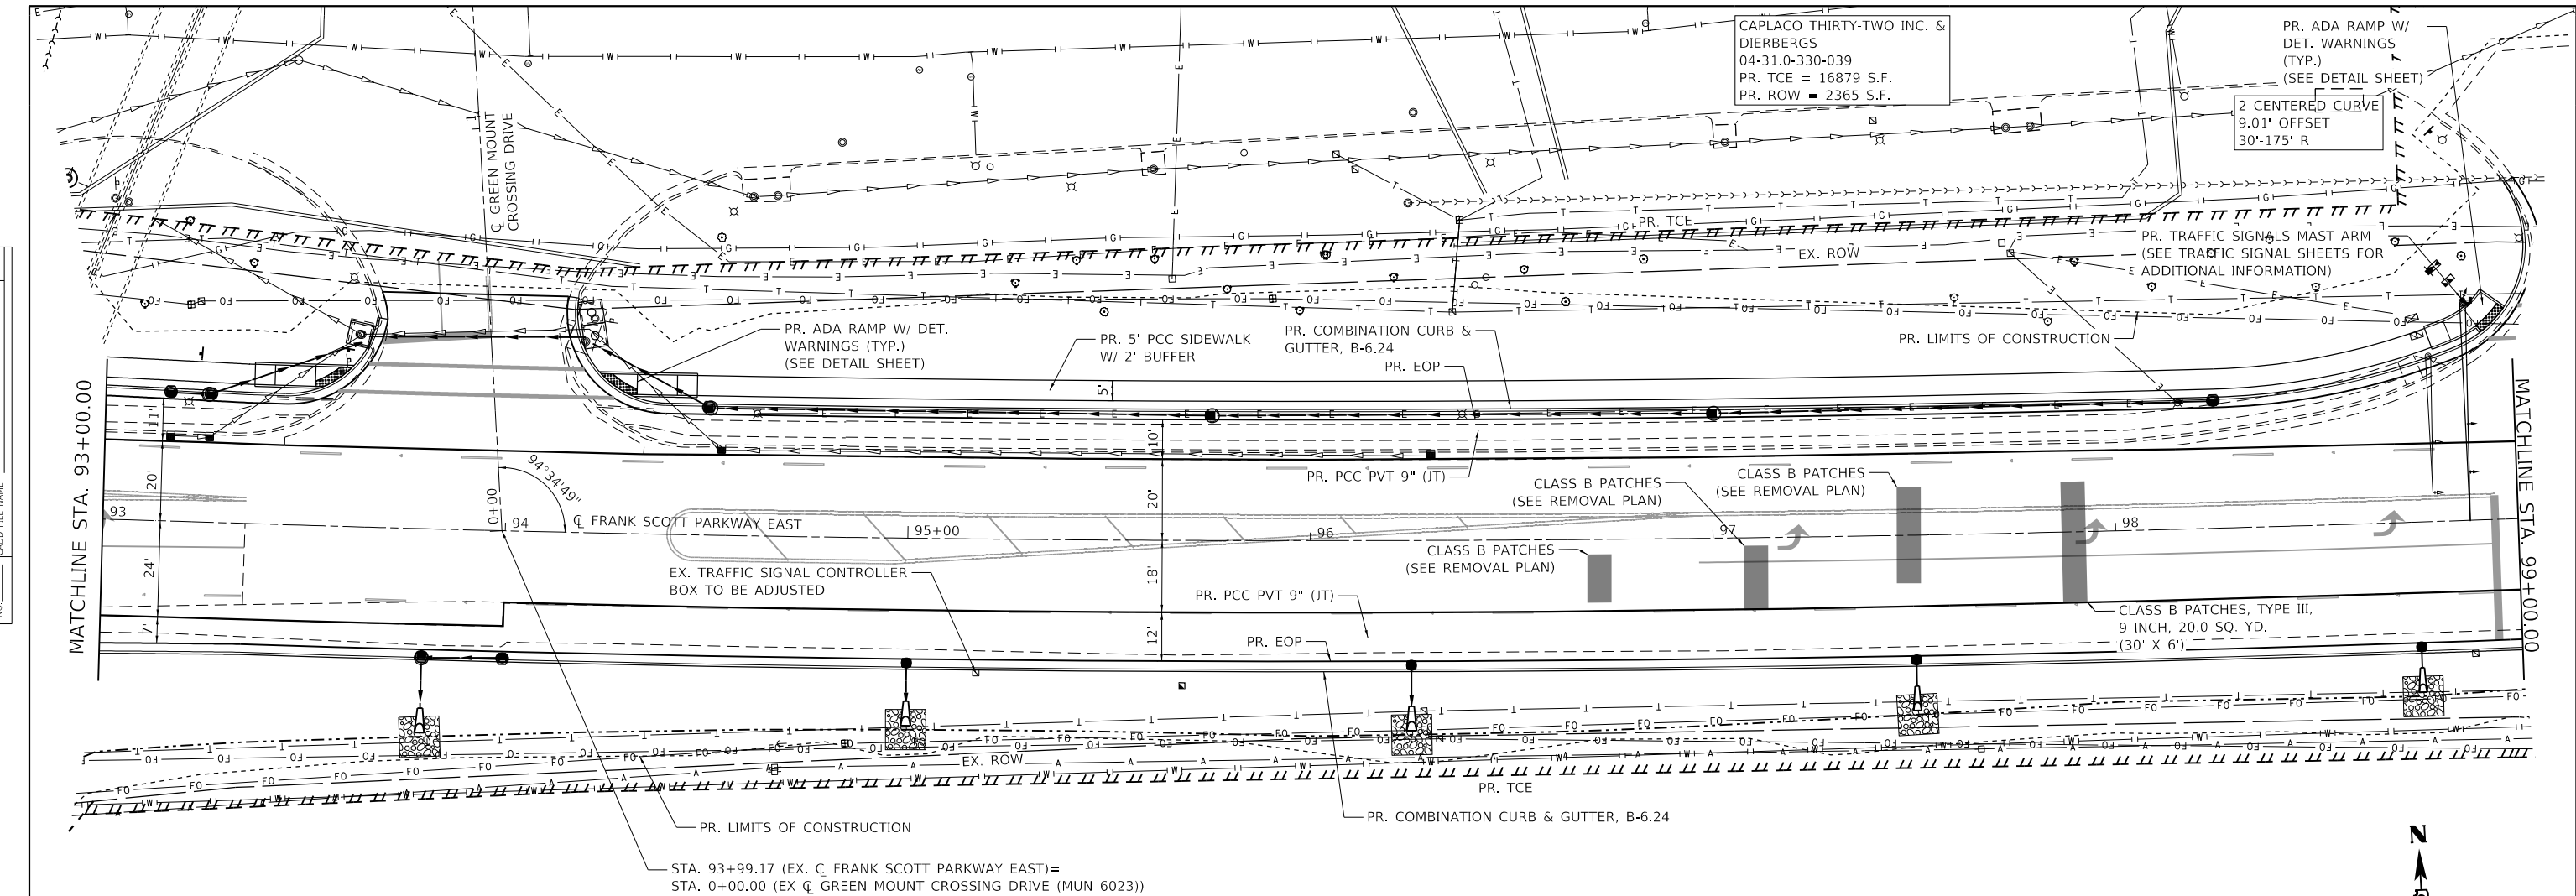 CAPLACO THIRTY-TWO INC. &
DIERBERGS
04-31.0-330-039
PR. TCE = 16879 S.F.
PR. ROW = 2365 S.F.
PR. ADA RAMP W/
DET. WARNINGS
(TYP.)
(SEE DETAIL SHEET)
2 CENTERED CURVE
9.01' OFFSET
30'-175' R
℄ GREEN MOUNT
CROSSING DRIVE
PR. TCE
EX. ROW
PR. TRAFFIC SIGNALS MAST ARM
(SEE TRAFFIC SIGNAL SHEETS FOR
ADDITIONAL INFORMATION)
PR. ADA RAMP W/ DET.
WARNINGS (TYP.)
(SEE DETAIL SHEET)
PR. 5' PCC SIDEWALK
W/ 2' BUFFER
PR. COMBINATION CURB &
GUTTER, B-6.24
PR. EOP
PR. LIMITS OF CONSTRUCTION
5'
MATCHLINE STA. 93+00.00
MATCHLINE STA. 99+00.00
11'
20'
24'
7'
10'
20'
18'
12'
94°34'49"
0+00
1
93
94
℄ FRANK SCOTT PARKWAY EAST
95+00
96
97
98
PR. PCC PVT 9" (JT)
CLASS B PATCHES
(SEE REMOVAL PLAN)
CLASS B PATCHES
(SEE REMOVAL PLAN)
CLASS B PATCHES
(SEE REMOVAL PLAN)
EX. TRAFFIC SIGNAL CONTROLLER
BOX TO BE ADJUSTED
PR. PCC PVT 9" (JT)
PR. EOP
CLASS B PATCHES, TYPE III,
9 INCH, 20.0 SQ. YD.
(30' X 6')
EX. ROW
PR. TCE
PR. LIMITS OF CONSTRUCTION
PR. COMBINATION CURB & GUTTER, B-6.24
STA. 93+99.17 (EX. ℄ FRANK SCOTT PARKWAY EAST)=
STA. 0+00.00 (EX ℄ GREEN MOUNT CROSSING DRIVE (MUN 6023))
N